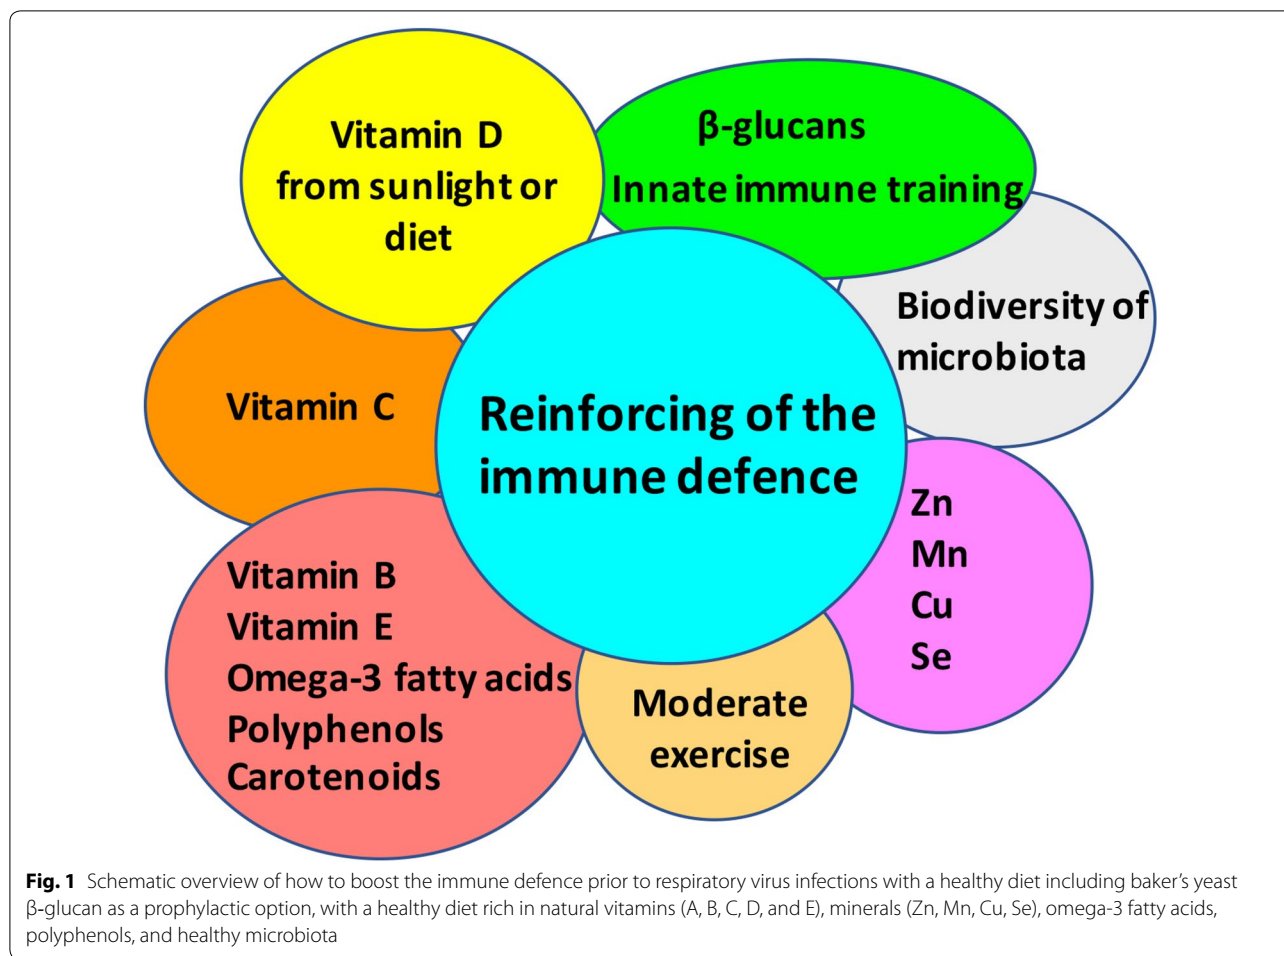 Vitamin D
from sunlight or
diet
β-glucans
Innate immune training
Biodiversity of
microbiota
Vitamin C
Reinforcing of the
immune defence
Zn
Mn
Cu
Se
Vitamin B
Vitamin E
Omega-3 fatty acids
Polyphenols
Carotenoids
Moderate
exercise
Fig. 1 Schematic overview of how to boost the immune defence prior to respiratory virus infections with a healthy diet including baker's yeast
β-glucan as a prophylactic option, with a healthy diet rich in natural vitamins (A, B, C, D, and E), minerals (Zn, Mn, Cu, Se), omega-3 fatty acids,
polyphenols, and healthy microbiota